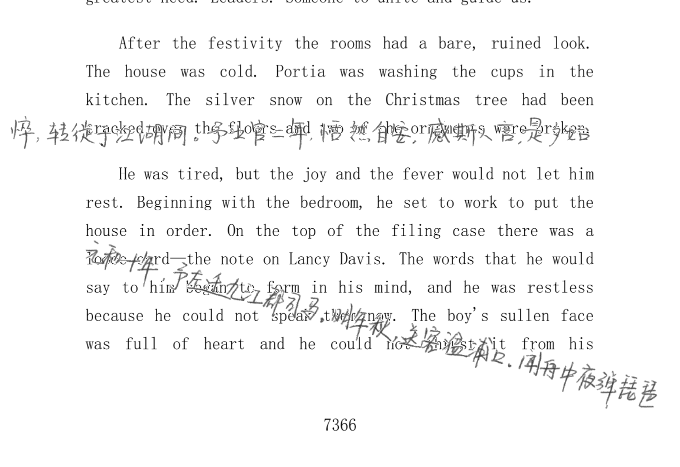 greatest need. Leaders. Someone to unite and guide us.
After the festivity the rooms had a bare, ruined look.
The house was cold. Portia was washing the cups in the
kitchen. The silver snow on the Christmas tree had been
tracked over the floors and two of the ornaments were broken.
悴，转徙于江湖间。予出官二年，恬然自安，感斯人言，是夕始
He was tired, but the joy and the fever would not let him
rest. Beginning with the bedroom, he set to work to put the
house in order. On the top of the filing case there was a
card—the note on Lancy Davis. The words that he would
元和十年，予左迁九江郡司马。明年秋，送客湓浦口，闻舟中夜弹琵琶
say to him began to form in his mind, and he was restless
because he could not speak them now. The boy's sullen face
was full of heart and he could not it from his
7366